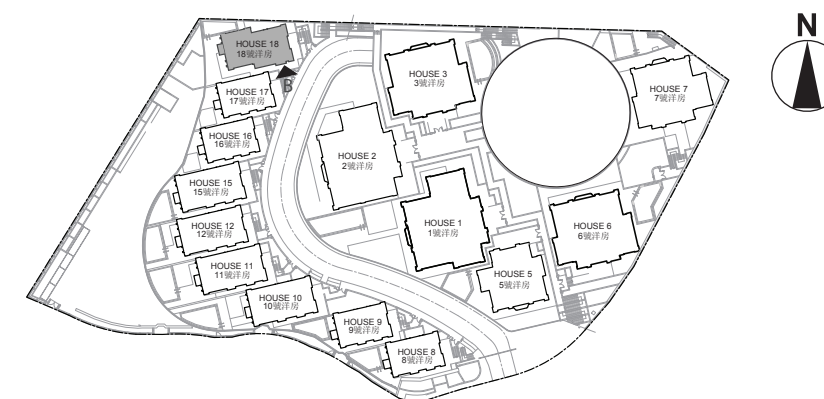 N
HOUSE 18
18號洋房
B
HOUSE 17
17號洋房
HOUSE 16
16號洋房
HOUSE 15
15號洋房
HOUSE 12
12號洋房
HOUSE 11
11號洋房
HOUSE 10
10號洋房
HOUSE 9
9號洋房
HOUSE 8
8號洋房
HOUSE 3
3號洋房
HOUSE 2
2號洋房
HOUSE 1
1號洋房
HOUSE 5
5號洋房
HOUSE 6
6號洋房
HOUSE 7
7號洋房